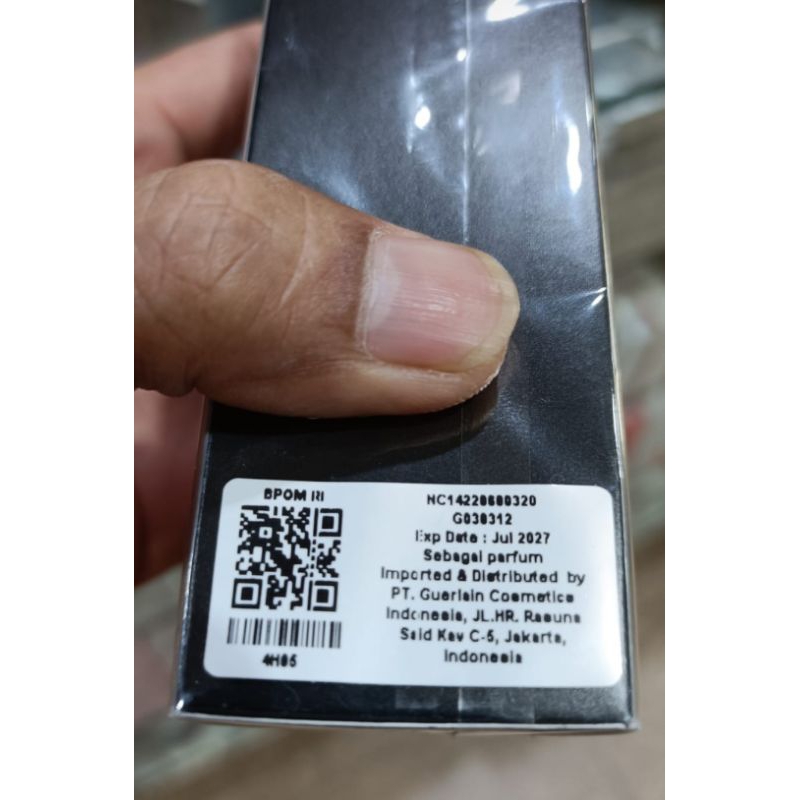 BPOM RI
4H05
NC14220600320
G030312
Exp Date : Jul 2027
Sebagai parfum
Imported & Distributed by
PT. Guerlain Cosmetics
Indonesia, JL.HR. Rasuna
Said Kav C-5, Jakarta,
Indonesia